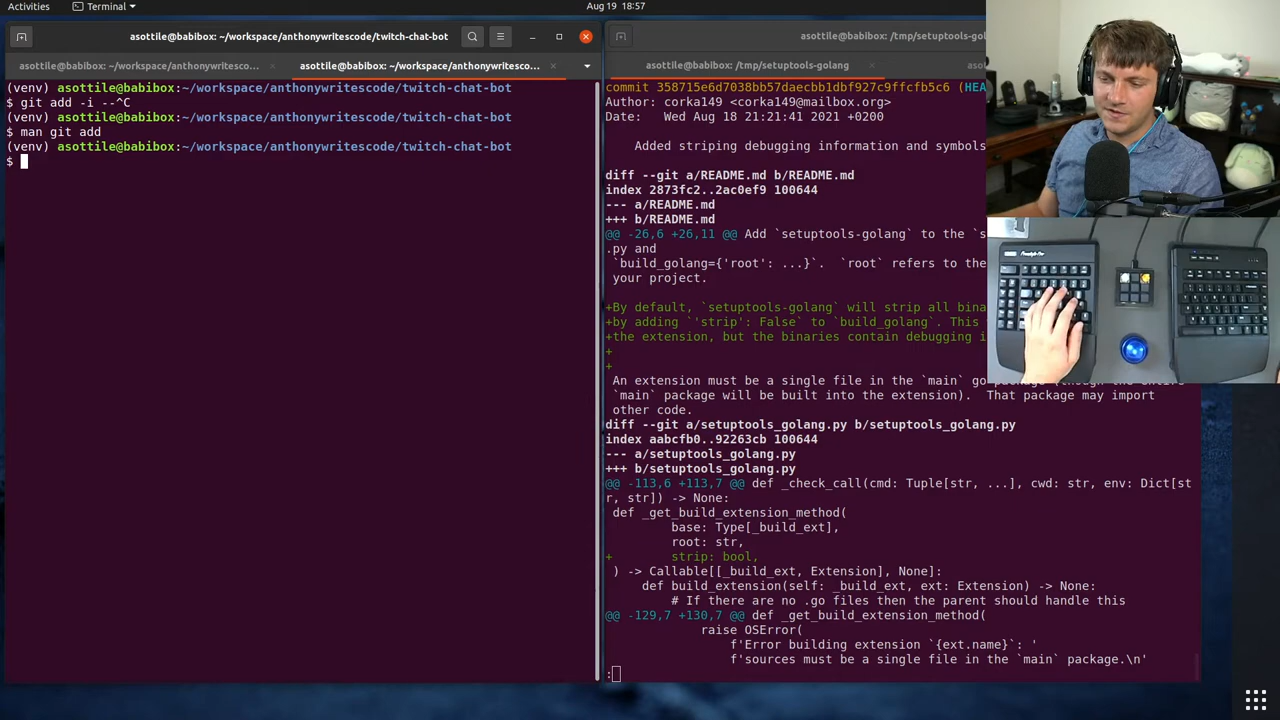 Activities
Terminal
Aug 19 18:57
asottile@babibox: ~/workspace/anthonywritescode/twitch-chat-bot
asottile@babibox: ~/workspace/anthonywritesco...
asottile@babibox: ~/workspace/anthonywritesco...
(venv) asottile@babibox:~/workspace/anthonywritescode/twitch-chat-bot
$ git add -i --^C
(venv) asottile@babibox:~/workspace/anthonywritescode/twitch-chat-bot
$ man git add
(venv) asottile@babibox:~/workspace/anthonywritescode/twitch-chat-bot
$
asottile@babibox: /tmp/setuptools-gol
asottile@babibox: /tmp/setuptools-golang
asot
commit 358715e6d7038bb57daecbb1dbf927c9ffcfb5c6 (HEA
Author: corka149 <corka149@mailbox.org>
Date:   Wed Aug 18 21:21:41 2021 +0200
Added striping debugging information and symbols
diff --git a/README.md b/README.md
index 2873fc2..2ac0ef9 100644
--- a/README.md
+++ b/README.md
@@ -26,6 +26,11 @@ Add `setuptools-golang` to the `s
.py and
`build_golang={'root': ...}`.  `root` refers to the
your project.
+By default, `setuptools-golang` will strip all bina
+by adding `'strip': False` to `build_golang`. This
+the extension, but the binaries contain debugging i
+
+
An extension must be a single file in the `main` go package (though the entire
`main` package will be built into the extension).  That package may import
other code.
diff --git a/setuptools_golang.py b/setuptools_golang.py
index aabcfb0..92263cb 100644
--- a/setuptools_golang.py
+++ b/setuptools_golang.py
@@ -113,6 +113,7 @@ def _check_call(cmd: Tuple[str, ...], cwd: str, env: Dict[st
r, str]) -> None:
def _get_build_extension_method(
base: Type[_build_ext],
root: str,
+        strip: bool,
) -> Callable[[_build_ext, Extension], None]:
def build_extension(self: _build_ext, ext: Extension) -> None:
# If there are no .go files then the parent should handle this
@@ -129,7 +130,7 @@ def _get_build_extension_method(
raise OSError(
f'Error building extension `{ext.name}`: '
f'sources must be a single file in the `main` package.\n'
: